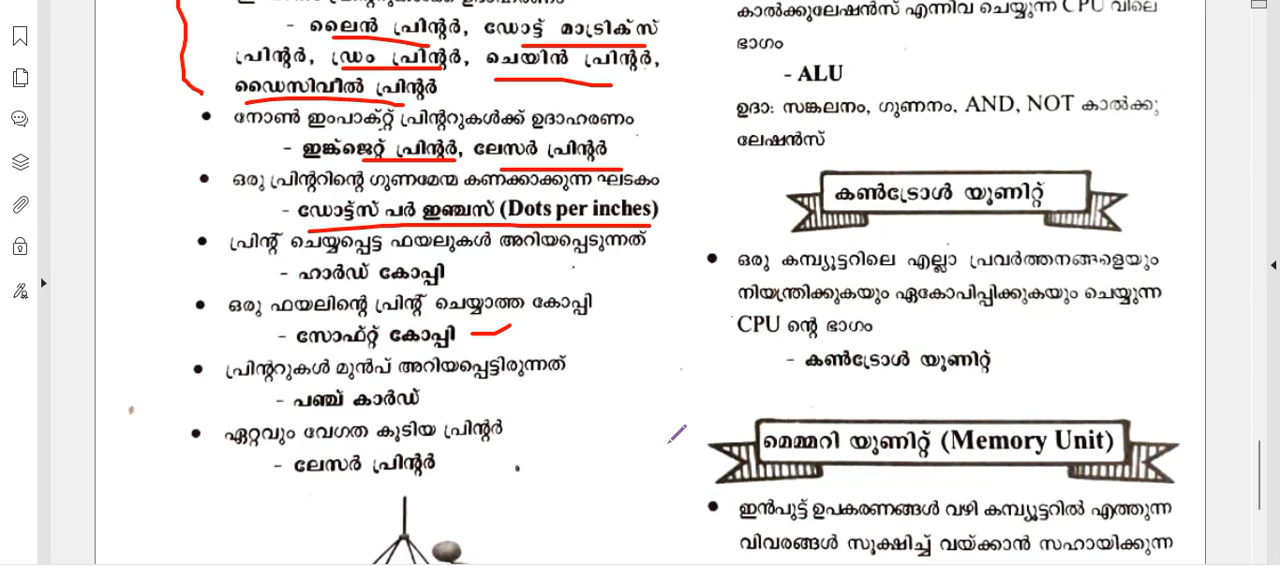 - ലൈൻ പ്രിന്റർ, ഡോട്ട് മാട്രിക്സ്
പ്രിന്റർ, ഡ്രം പ്രിന്റർ, ചെയിൻ പ്രിന്റർ,
ഡൈസിവീൽ പ്രിന്റർ
• നോൺ ഇംപാക്റ്റ് പ്രിന്ററുകൾക്ക് ഉദാഹരണം
- ഇങ്ക്ജെറ്റ് പ്രിന്റർ, ലേസർ പ്രിന്റർ
• ഒരു പ്രിന്ററിന്റെ ഗുണമേന്മ കണക്കാക്കുന്ന ഘടകം
- ഡോട്ട്സ് പർ ഇഞ്ചസ് (Dots per inches)
• പ്രിന്റ് ചെയ്യപ്പെട്ട ഫയലുകൾ അറിയപ്പെടുന്നത്
- ഹാർഡ് കോപ്പി
• ഒരു ഫയലിന്റെ പ്രിന്റ് ചെയ്യാത്ത കോപ്പി
- സോഫ്റ്റ് കോപ്പി
• പ്രിന്ററുകൾ മുൻപ് അറിയപ്പെട്ടിരുന്നത്
- പഞ്ച് കാർഡ്
• ഏറ്റവും വേഗത കൂടിയ പ്രിന്റർ
- ലേസർ പ്രിന്റർ
കാൽക്കുലേഷൻസ് എന്നിവ ചെയ്യുന്ന CPU വിലെ
ഭാഗം
- ALU
ഉദാ: സങ്കലനം, ഗുണനം, AND, NOT കാൽക്കു
ലേഷൻസ്
കൺട്രോൾ യൂണിറ്റ്
• ഒരു കമ്പ്യൂട്ടറിലെ എല്ലാ പ്രവർത്തനങ്ങളെയും
നിയന്ത്രിക്കുകയും ഏകോപിപ്പിക്കുകയും ചെയ്യുന്ന
CPU ന്റെ ഭാഗം
- കൺട്രോൾ യൂണിറ്റ്
മെമ്മറി യൂണിറ്റ് (Memory Unit)
• ഇൻപുട്ട് ഉപകരണങ്ങൾ വഴി കമ്പ്യൂട്ടറിൽ എത്തുന്ന
വിവരങ്ങൾ സൂക്ഷിച്ച് വയ്ക്കാൻ സഹായിക്കുന്ന